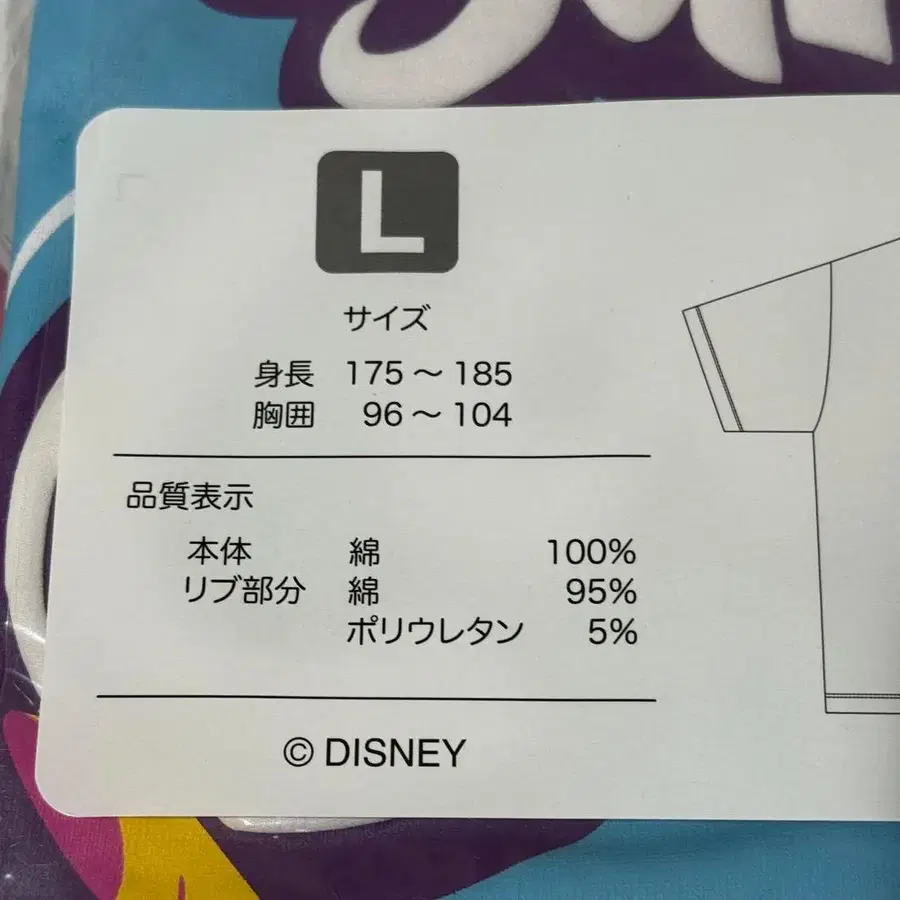 L
サイズ
身長 175～185
胸囲 96～104
品質表示
本体 綿 100%
リブ部分 綿 95%
ポリウレタン 5%
© DISNEY